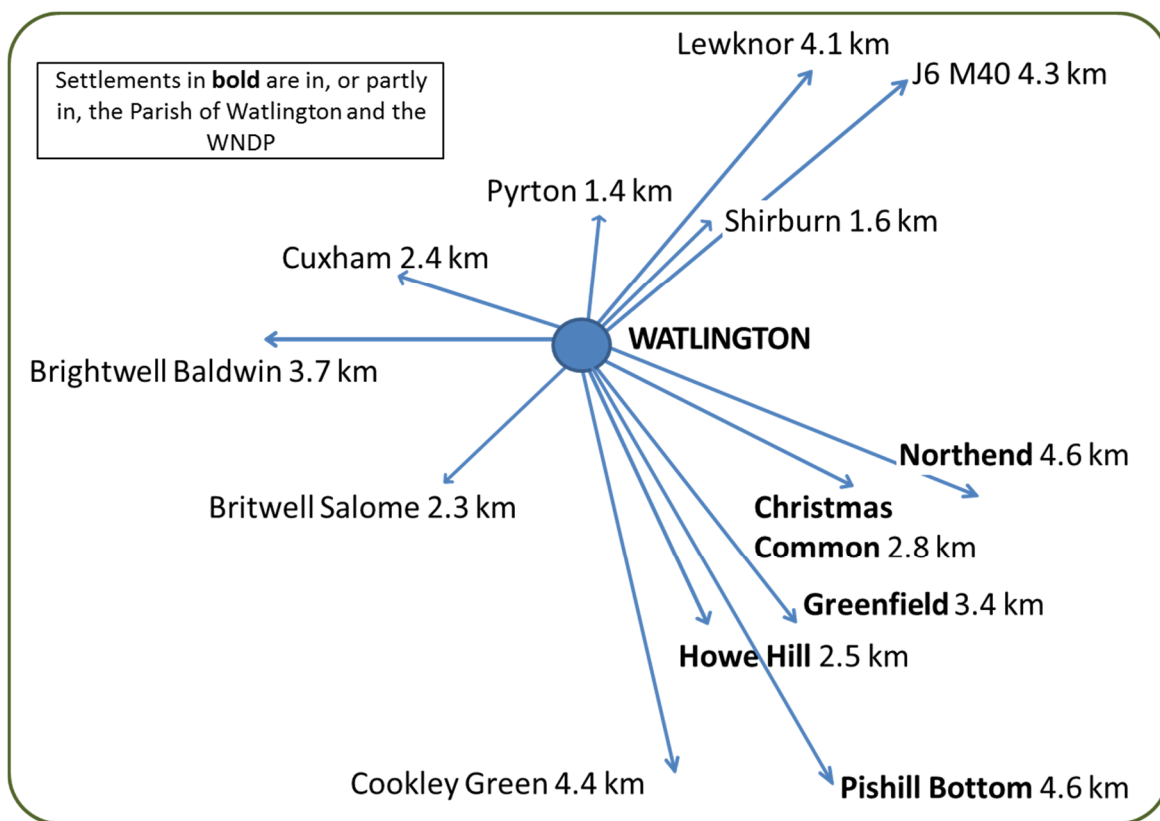 Settlements in bold are in, or partly
in, the Parish of Watlington and the
WNDP
Lewknor 4.1 km
J6 M40 4.3 km
Pyrton 1.4 km
Shirburn 1.6 km
Cuxham 2.4 km
WATLINGTON
Brightwell Baldwin 3.7 km
Northend 4.6 km
Britwell Salome 2.3 km
Christmas
Common 2.8 km
Greenfield 3.4 km
Howe Hill 2.5 km
Cookley Green 4.4 km
Pishill Bottom 4.6 km